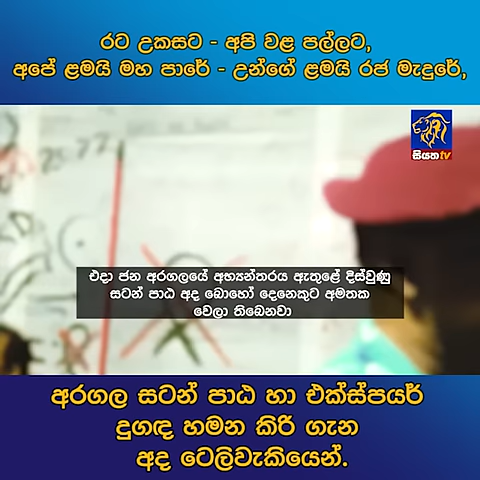 රට උකසට - අපි වළ පල්ලට,
අපේ ළමයි මහ පාරේ - උන්ගේ ළමයි රජ මැදුරේ,
සියත tv
එදා ජන අරගලයේ අභ්‍යන්තරය ඇතුළේ දිස්වුණු
සටන් පාඨ අද බොහෝ දෙනෙකුට අමතක
වෙලා තිබෙනවා
අරගල සටන් පාඨ හා එක්ස්පයර්
දුගඳ හමන කිරි ගැන
අද ටෙලිවැකියෙන්.